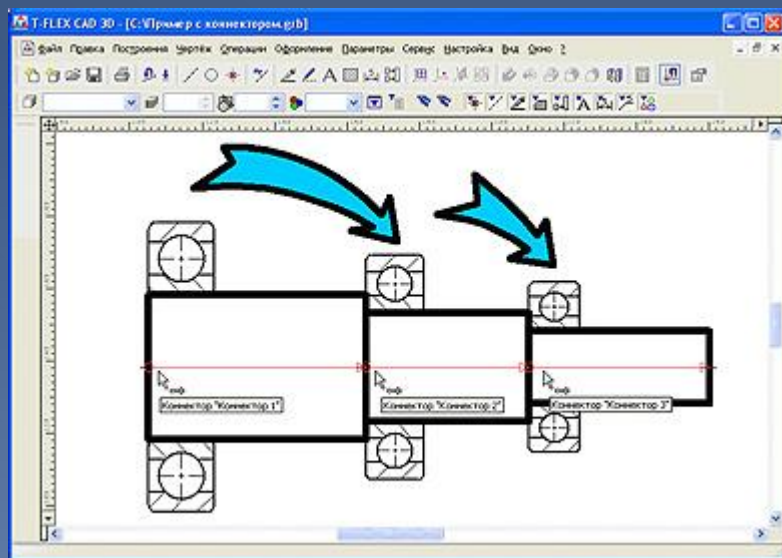 T-FLEX CAD 3D - [C:\Пример с коннектором.grb]
Файл Правка Построения Чертёж Операции Оформление Параметры Сервис Настройка Вид Окно ?
Коннектор "Коннектор 1"
Коннектор "Коннектор 2"
Коннектор "Коннектор 3"